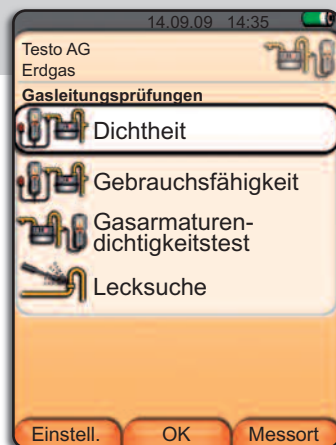 14.09.09 14:35
Testo AG
Erdgas
Gasleitungsprüfungen
Dichtheit
Gebrauchsfähigkeit
Gasarmaturen-
dichtigkeitstest
Lecksuche
Einstell. OK Messort